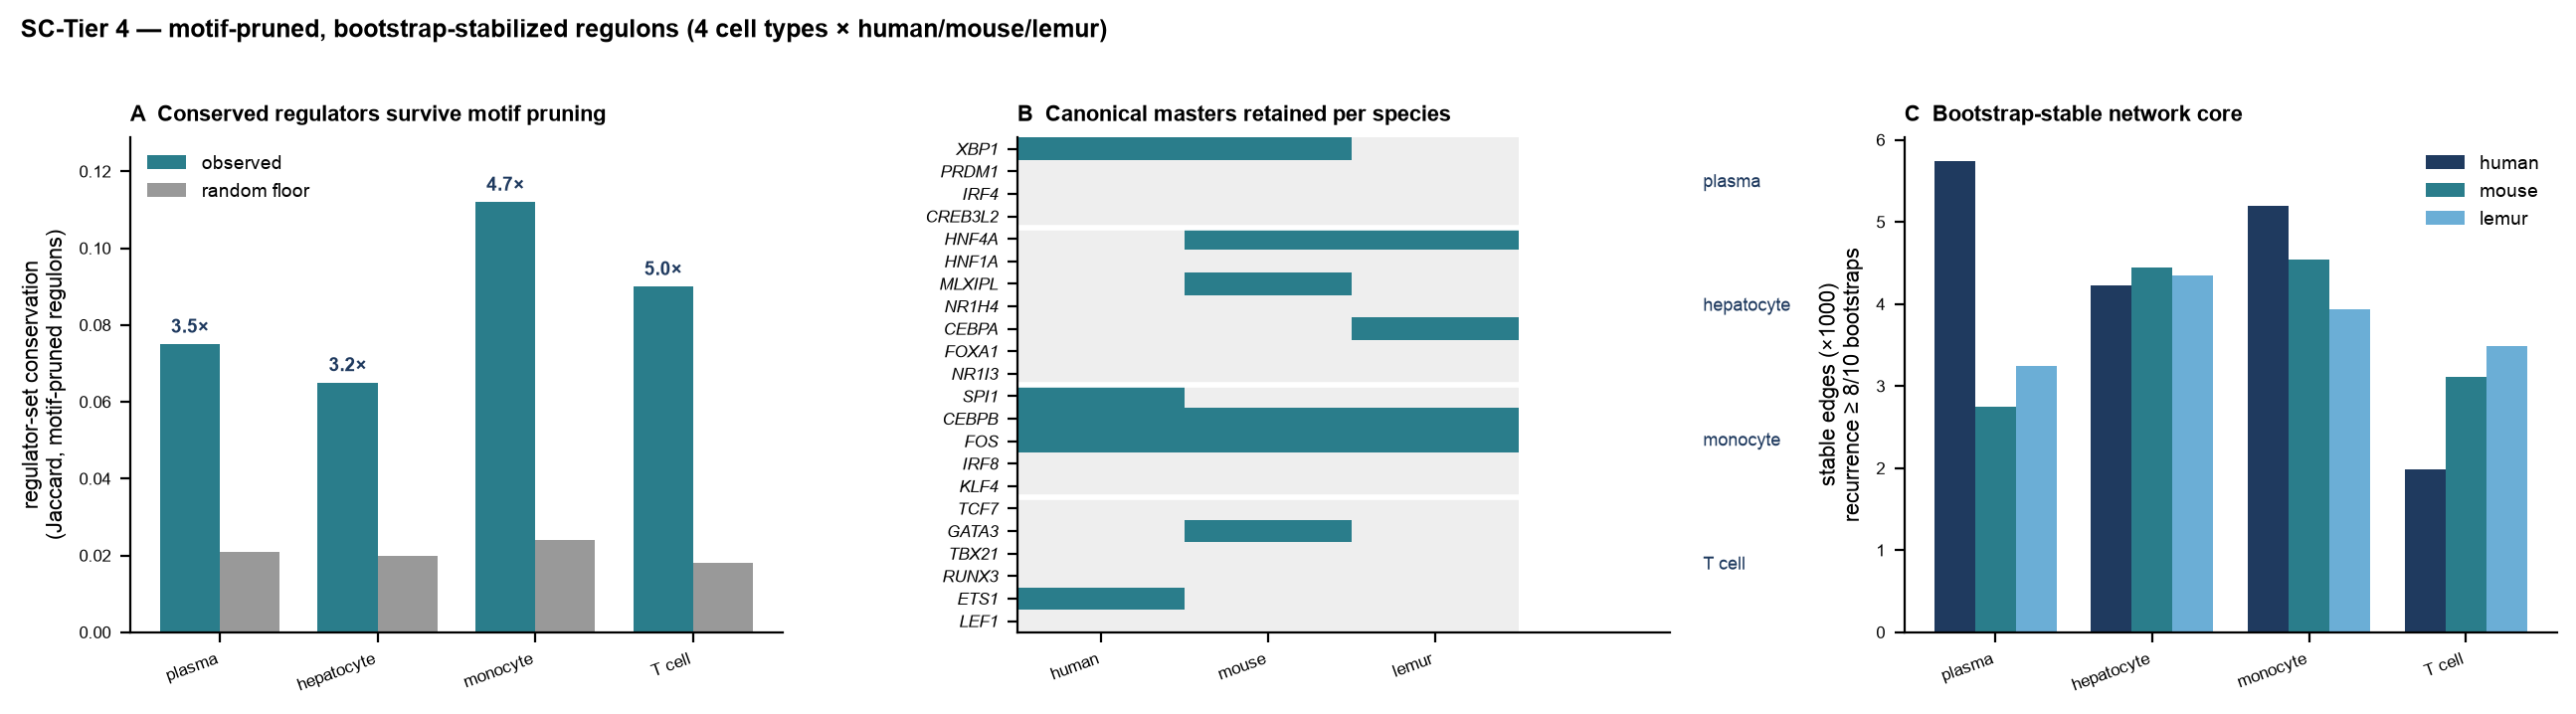 SC-Tier 4 — motif-pruned, bootstrap-stabilized regulons (4 cell types × human/mouse/lemur)
A Conserved regulators survive motif pruning
regulator-set conservation
(Jaccard, motif-pruned regulons)
0.12
0.10
0.08
0.06
0.04
0.02
0.00
observed
random floor
3.5×
3.2×
4.7×
5.0×
plasma
hepatocyte
monocyte
T cell
B Canonical masters retained per species
XBP1
PRDM1
IRF4
CREB3L2
HNF4A
HNF1A
MLXIPL
NR1H4
CEBPA
FOXA1
NR1I3
SPI1
CEBPB
FOS
IRF8
KLF4
TCF7
GATA3
TBX21
RUNX3
ETS1
LEF1
human
mouse
lemur
plasma
hepatocyte
monocyte
T cell
C Bootstrap-stable network core
stable edges (×1000)
recurrence ≥ 8/10 bootstraps
6
5
4
3
2
1
0
human
mouse
lemur
plasma
hepatocyte
monocyte
T cell